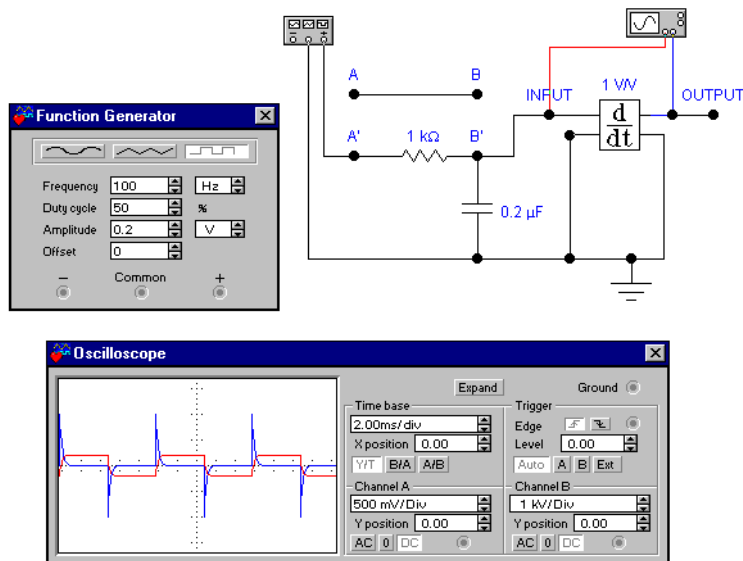 A
B
INPUT
1 V/V
OUTPUT
d
dt
A'
1 kΩ
B'
0.2 µF
Function Generator
Frequency 100 Hz
Duty cycle 50 %
Amplitude 0.2 V
Offset 0
− Common +
Oscilloscope
Expand
Ground
Time base
2.00ms/div
X position 0.00
Y/T B/A A/B
Trigger
Edge
Level 0.00
Auto A B Ext
Channel A
500 mV/Div
Y position 0.00
AC 0 DC
Channel B
1 kV/Div
Y position 0.00
AC 0 DC